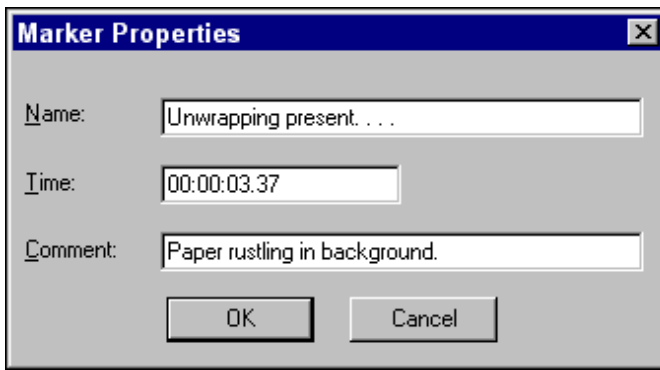 Marker Properties
Name: Unwrapping present. . . .
Time: 00:00:03.37
Comment: Paper rustling in background.
OK Cancel